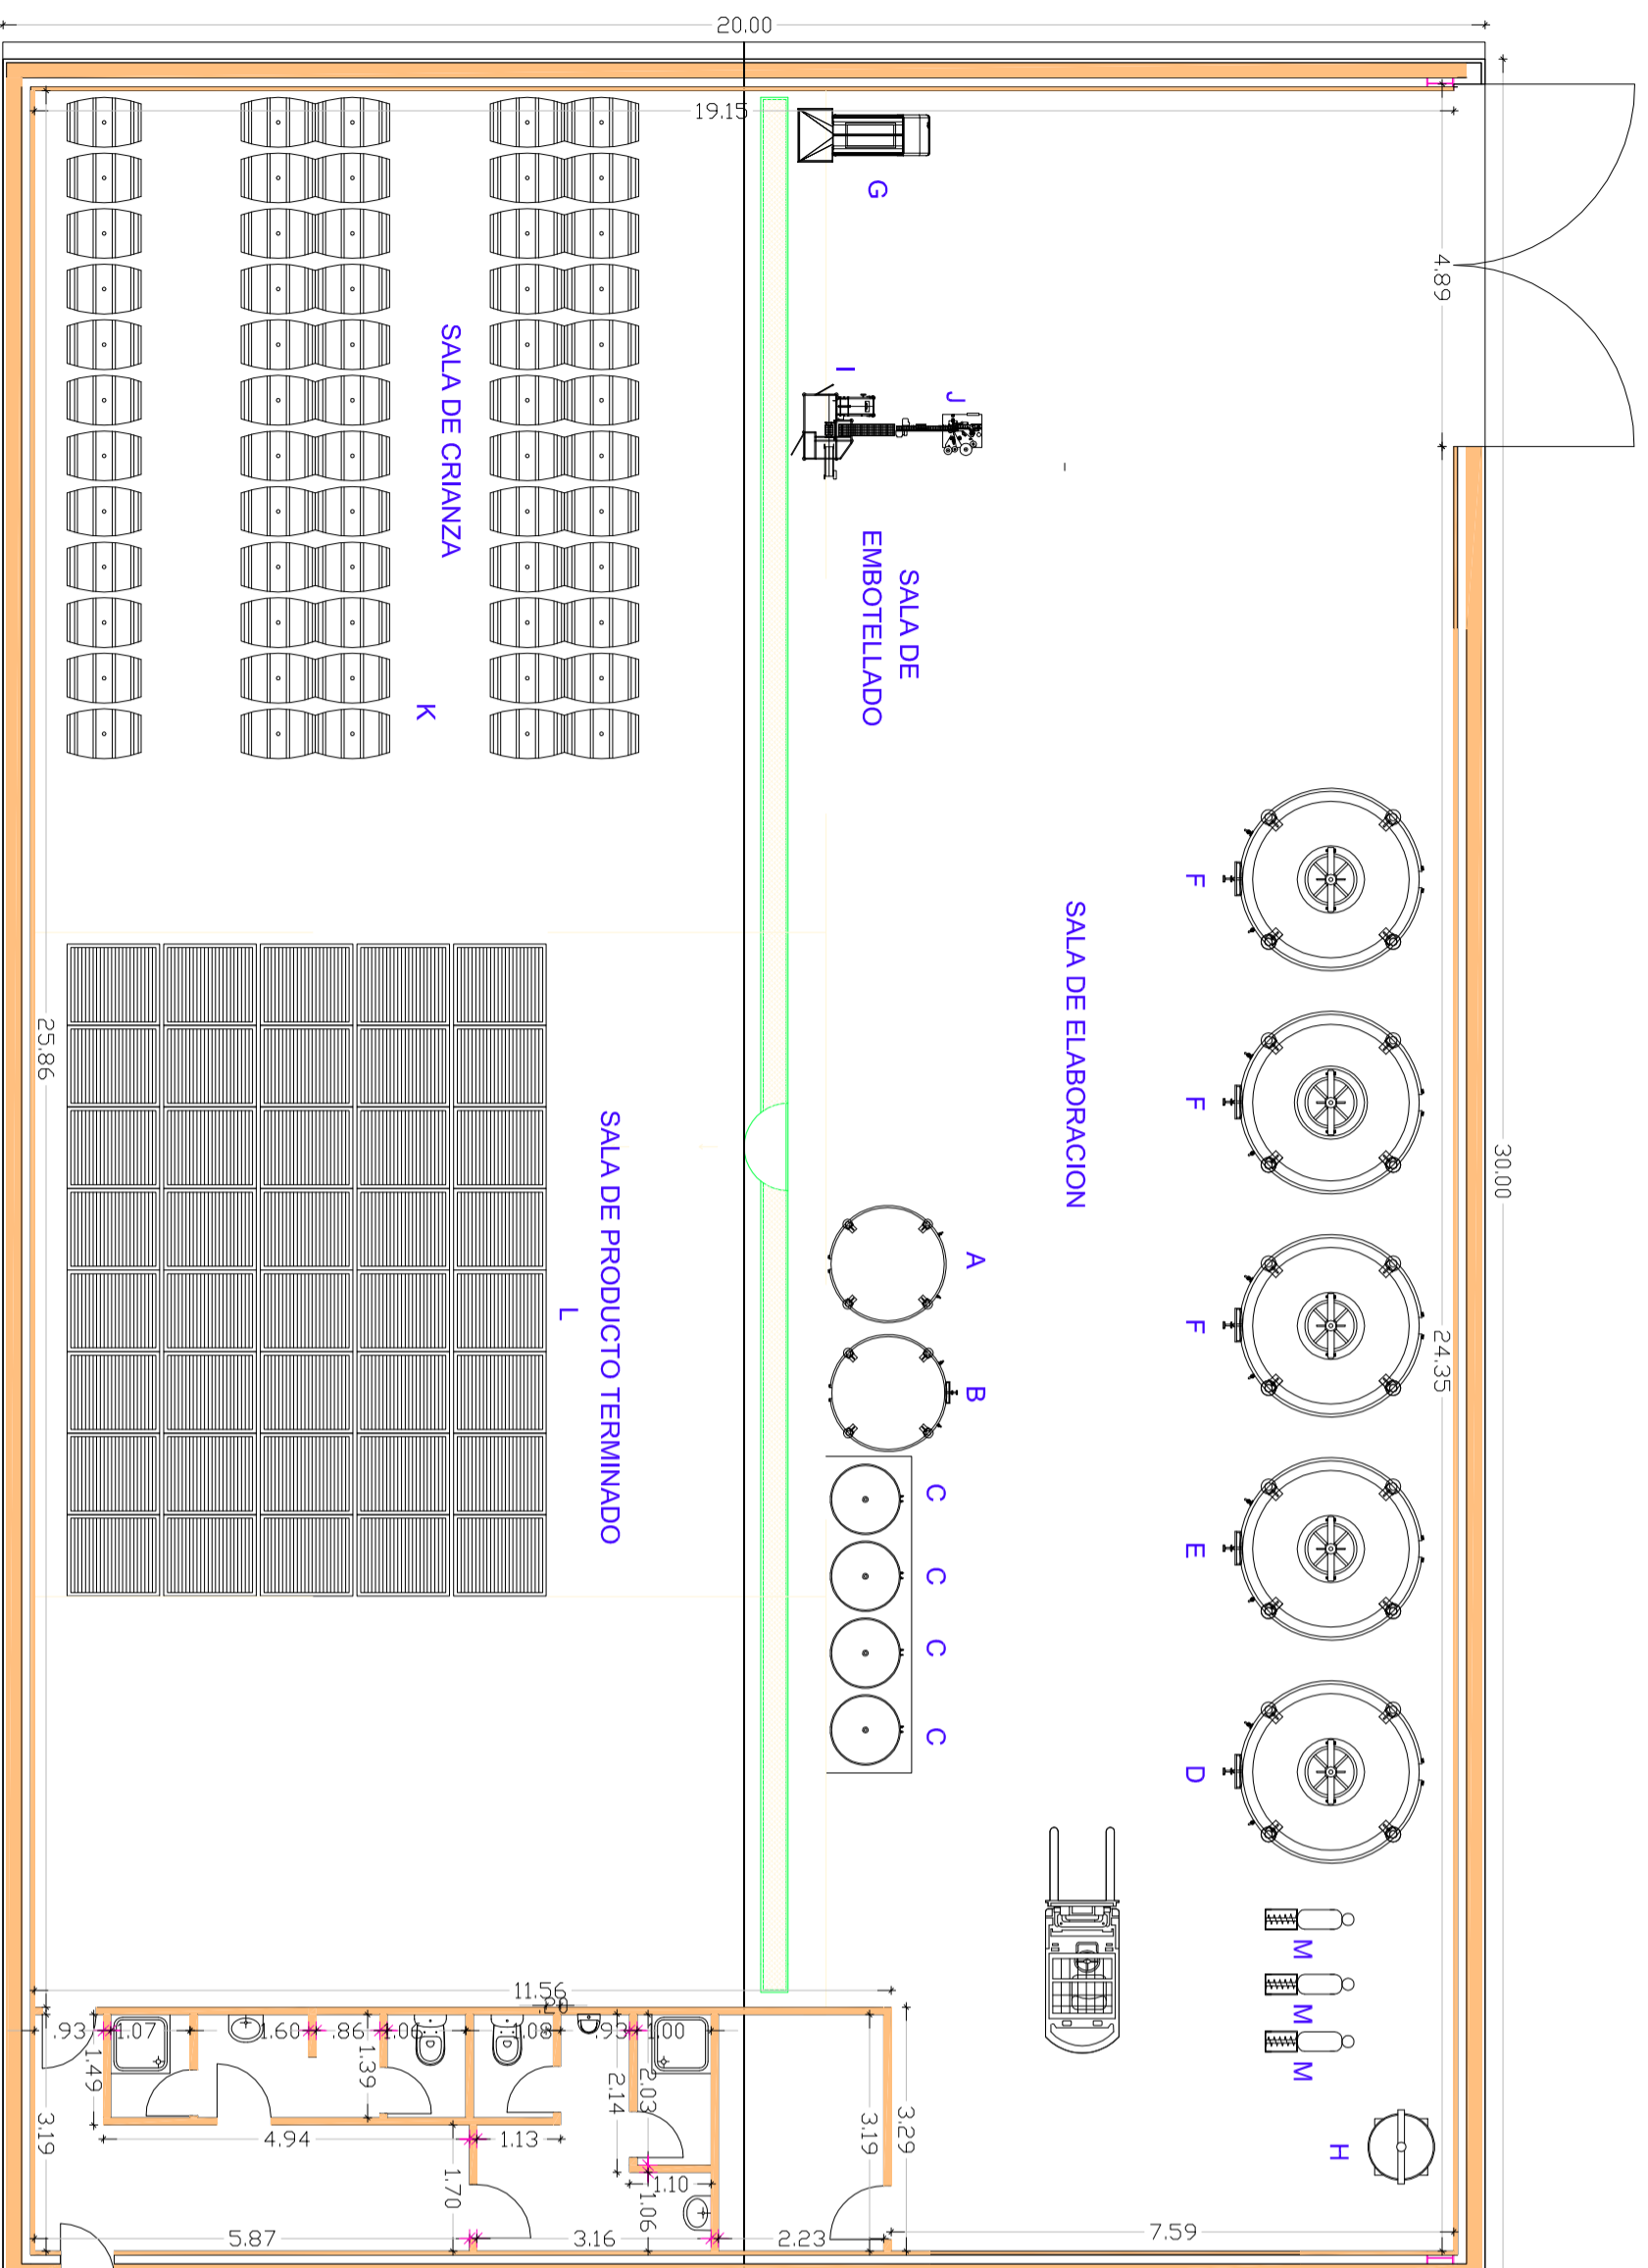 20.00
19.15
G
4.89
I
J
SALA DE CRIANZA
SALA DE
EMBOTELLADO
K
F
SALA DE ELABORACION
F
30.00
25.86
SALA DE PRODUCTO TERMINADO
A
L
F
24.35
B
C
E
C
C
C
D
M
M
M
11.56
.20
.93
1.07
1.60
.86
1.06
1.08
.95
1.00
1.49
1.39
2.14
2.03
3.19
3.19
3.29
H
4.94
1.13
1.70
1.10
1.06
5.87
3.16
2.23
7.59